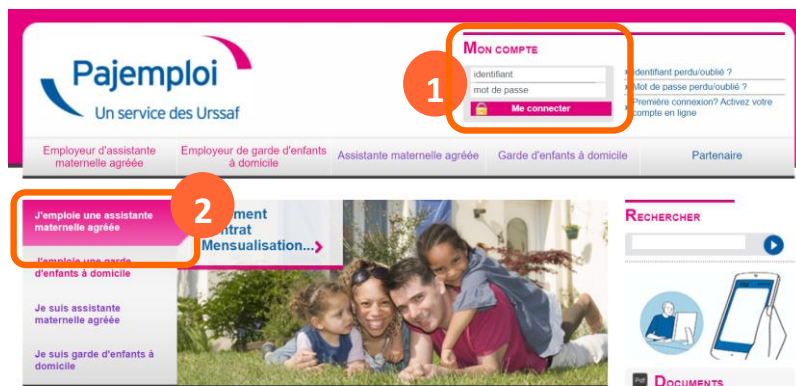 Pajemploi
Un service des Urssaf
MON COMPTE
identifiant
mot de passe
Me connecter
1
Identifiant perdu/oublié ?
Mot de passe perdu/oublié ?
Première connexion? Activez votre
compte en ligne
Employeur d'assistante
maternelle agréée
Employeur de garde d'enfants
à domicile
Assistante maternelle agréée
Garde d'enfants à domicile
Partenaire
J'emploie une assistante
maternelle agréée
2
J'emploie une garde
d'enfants à domicile
Je suis assistante
maternelle agréée
Je suis garde d'enfants à
domicile
Mensualisation...
RECHERCHER
Pdf
DOCUMENTS